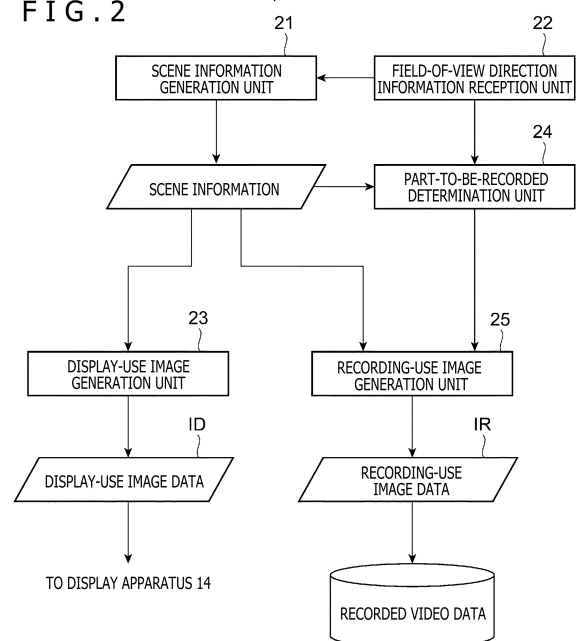 FIG.2
21
22
SCENE INFORMATION
GENERATION UNIT
FIELD-OF-VIEW DIRECTION
INFORMATION RECEPTION UNIT
24
SCENE INFORMATION
PART-TO-BE-RECORDED
DETERMINATION UNIT
23
25
DISPLAY-USE IMAGE
GENERATION UNIT
RECORDING-USE IMAGE
GENERATION UNIT
ID
IR
DISPLAY-USE IMAGE DATA
RECORDING-USE
IMAGE DATA
TO DISPLAY APPARATUS 14
RECORDED VIDEO DATA